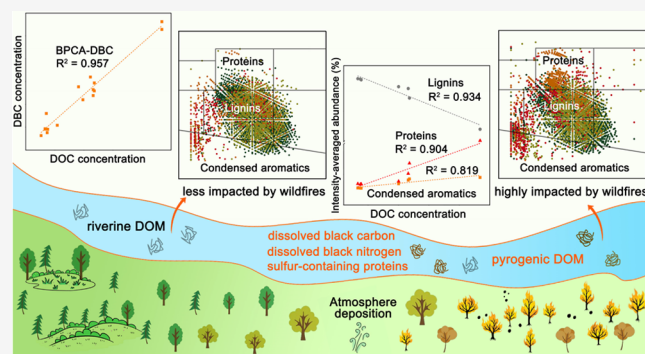 DBC concentration
BPCA-DBC
R² = 0.957
DOC concentration
Proteins
Lignins
Condensed aromatics
less impacted by wildfires
Intensity-averaged abundance (%)
Lignins
R² = 0.934
Proteins
R² = 0.904
R² = 0.819
Condensed aromatics
DOC concentration
Proteins
Lignins
Condensed aromatics
highly impacted by wildfires
riverine DOM
dissolved black carbon
dissolved black nitrogen
sulfur-containing proteins
pyrogenic DOM
Atmosphere
deposition